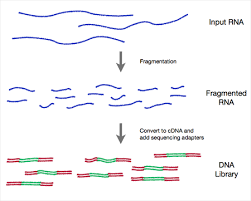 Input RNA
Fragmentation
Fragmented
RNA
Convert to cDNA and
add sequencing adapters
DNA
Library